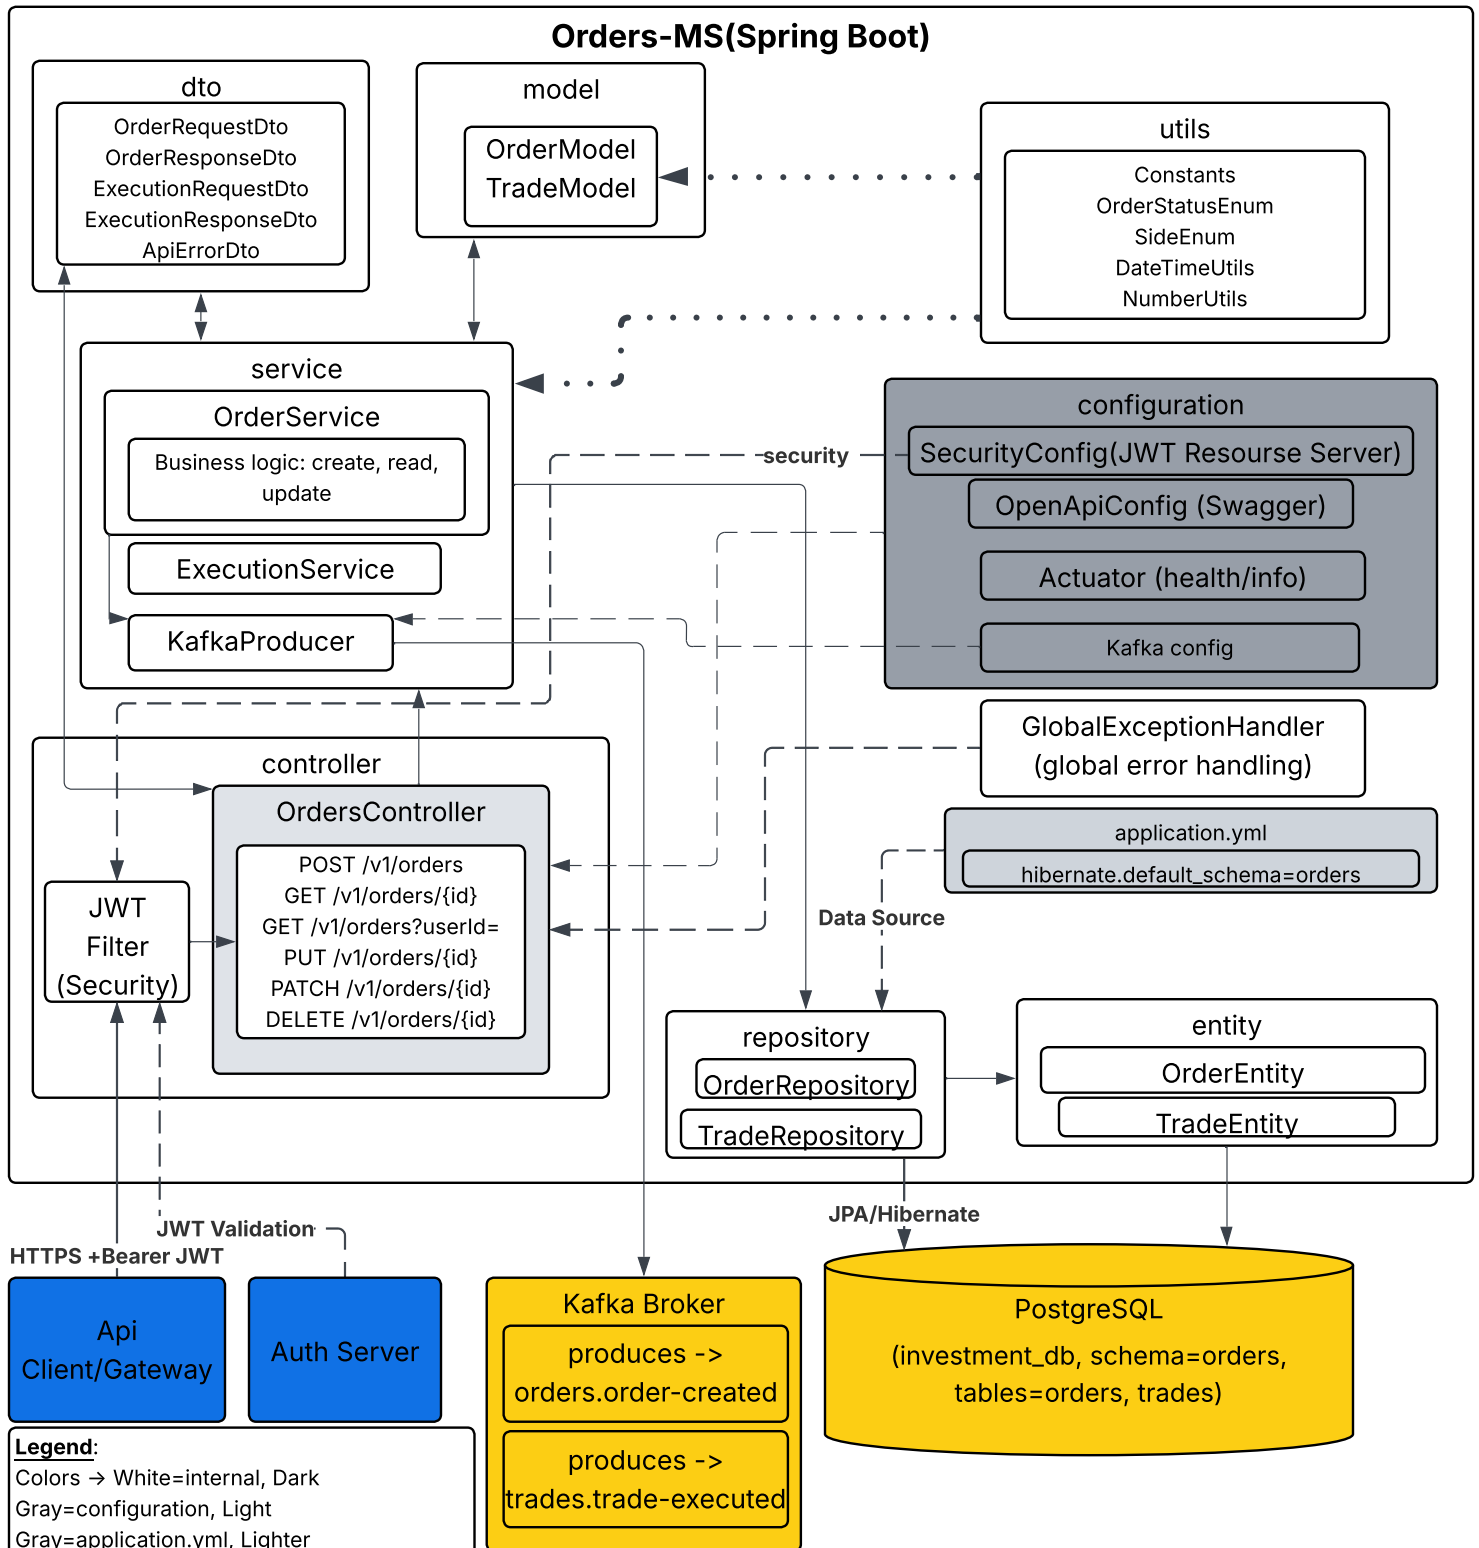 Orders-MS(Spring Boot)
dto
OrderRequestDto
OrderResponseDto
ExecutionRequestDto
ExecutionResponseDto
ApiErrorDto
model
OrderModel
TradeModel
utils
Constants
OrderStatusEnum
SideEnum
DateTimeUtils
NumberUtils
service
OrderService
Business logic: create, read,
update
ExecutionService
KafkaProducer
security
configuration
SecurityConfig(JWT Resourse Server)
OpenApiConfig (Swagger)
Actuator (health/info)
Kafka config
GlobalExceptionHandler
(global error handling)
application.yml
hibernate.default_schema=orders
Data Source
controller
OrdersController
POST /v1/orders
GET /v1/orders/{id}
GET /v1/orders?userId=
PUT /v1/orders/{id}
PATCH /v1/orders/{id}
DELETE /v1/orders/{id}
JWT
Filter
(Security)
repository
OrderRepository
TradeRepository
entity
OrderEntity
TradeEntity
JPA/Hibernate
JWT Validation
HTTPS +Bearer JWT
Api
Client/Gateway
Auth Server
Kafka Broker
produces ->
orders.order-created
produces ->
trades.trade-executed
PostgreSQL
(investment_db, schema=orders,
tables=orders, trades)
Legend:
Colors → White=internal, Dark
Gray=configuration, Light
Gray=application.yml, Lighter